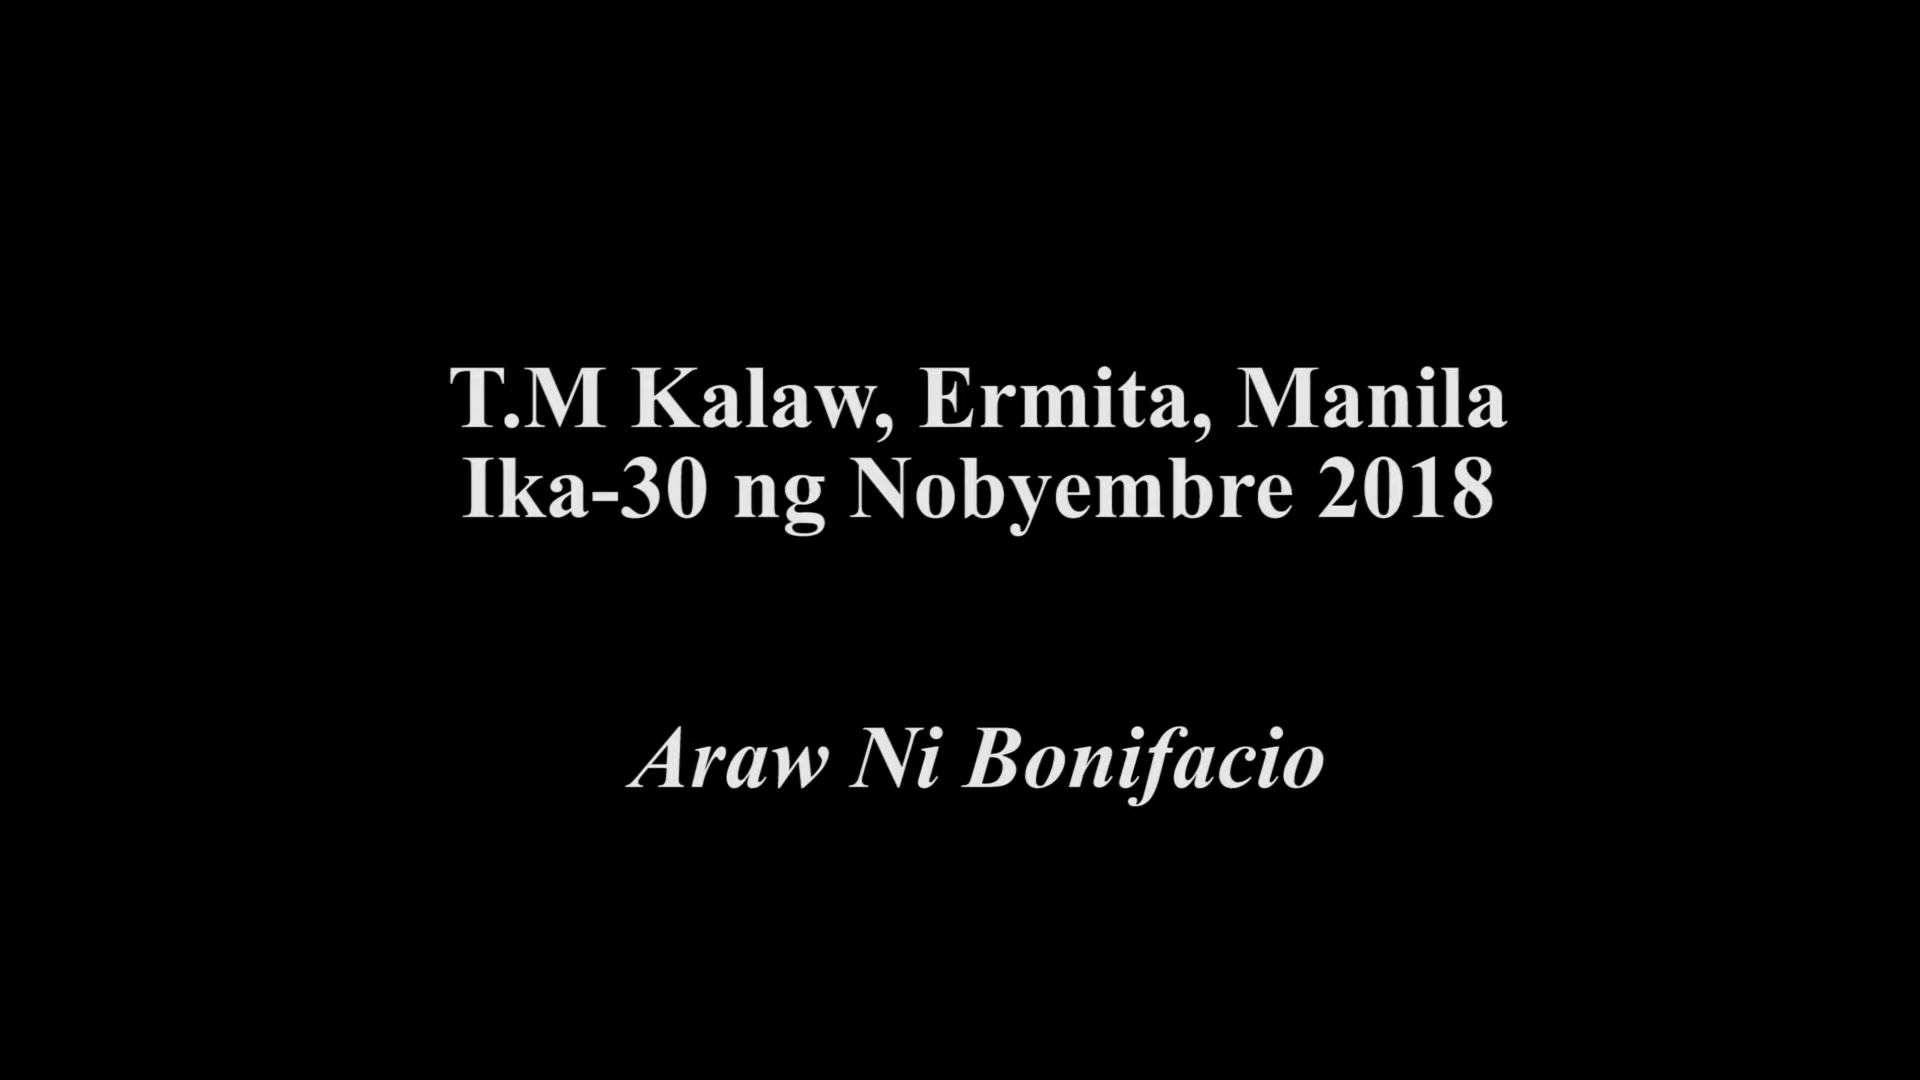 T.M Kalaw, Ermita, Manila
Ika-30 ng Nobyembre 2018
Araw Ni Bonifacio